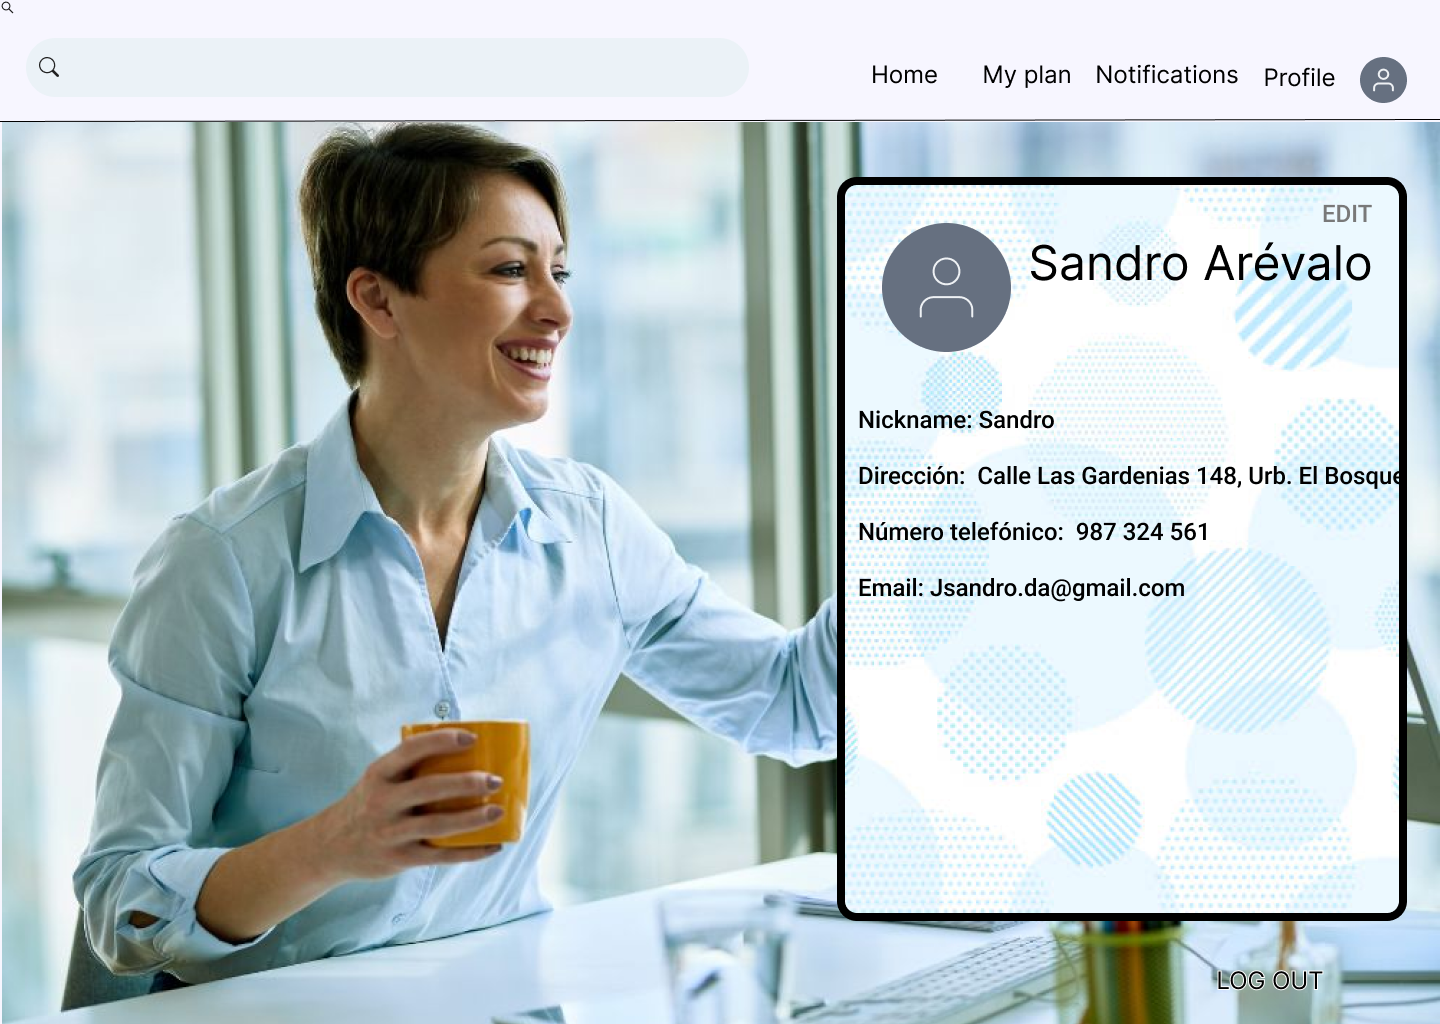 Home My plan Notifications Profile
EDIT
Sandro Arévalo
Nickname: Sandro
Dirección: Calle Las Gardenias 148, Urb. El Bosque
Número telefónico: 987 324 561
Email: Jsandro.da@gmail.com
LOG OUT